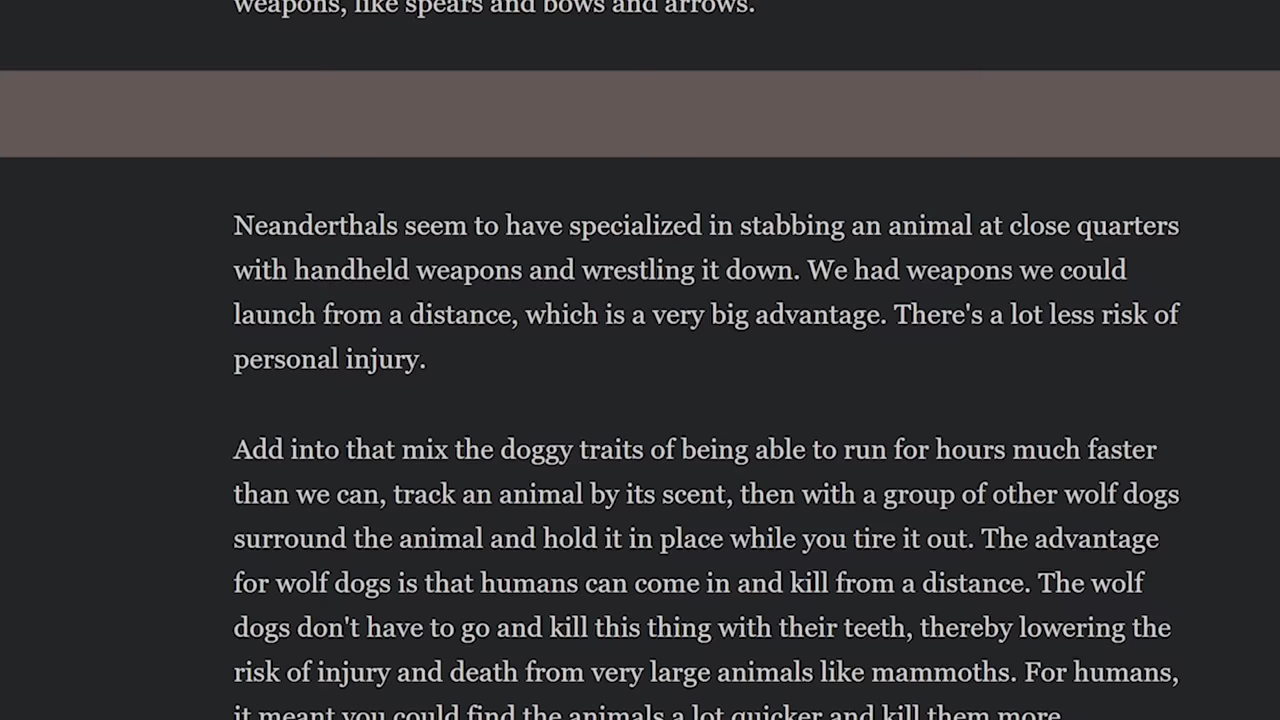 weapons, like spears and bows and arrows.
Neanderthals seem to have specialized in stabbing an animal at close quarters
with handheld weapons and wrestling it down. We had weapons we could
launch from a distance, which is a very big advantage. There's a lot less risk of
personal injury.
Add into that mix the doggy traits of being able to run for hours much faster
than we can, track an animal by its scent, then with a group of other wolf dogs
surround the animal and hold it in place while you tire it out. The advantage
for wolf dogs is that humans can come in and kill from a distance. The wolf
dogs don't have to go and kill this thing with their teeth, thereby lowering the
risk of injury and death from very large animals like mammoths. For humans,
it meant you could find the animals a lot quicker and kill them more